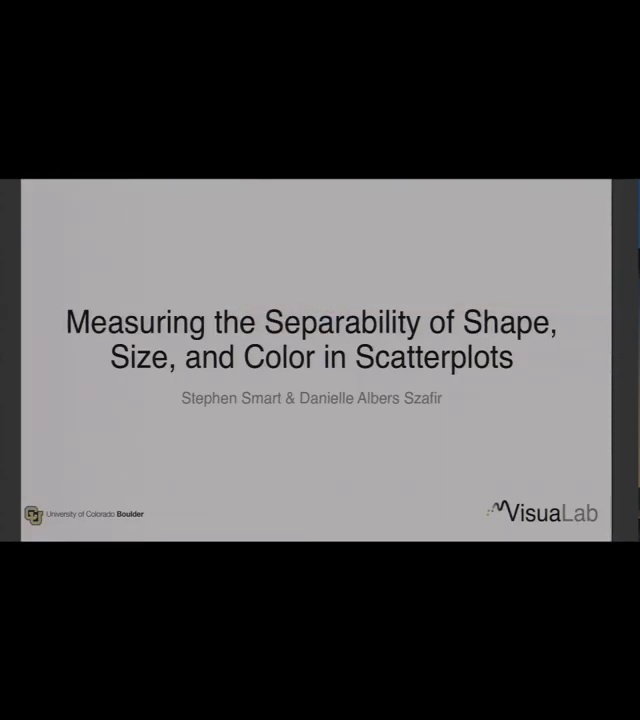 Measuring the Separability of Shape,
Size, and Color in Scatterplots
Stephen Smart & Danielle Albers Szafir
University of Colorado Boulder
VisuaLab